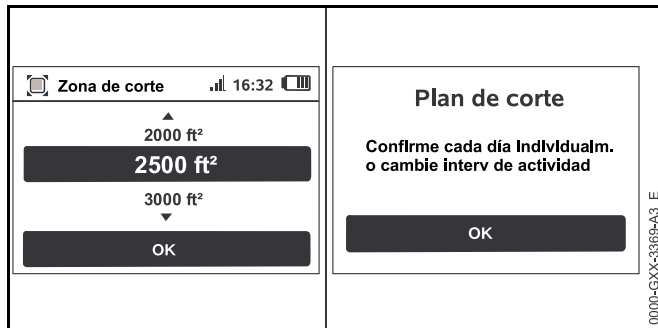 Zona de corte 16:32
2000 ft²
2500 ft²
3000 ft²
OK
Plan de corte
Confirme cada día individualm.
o cambie interv de actividad
OK
0000-GXX-3369-A3_E